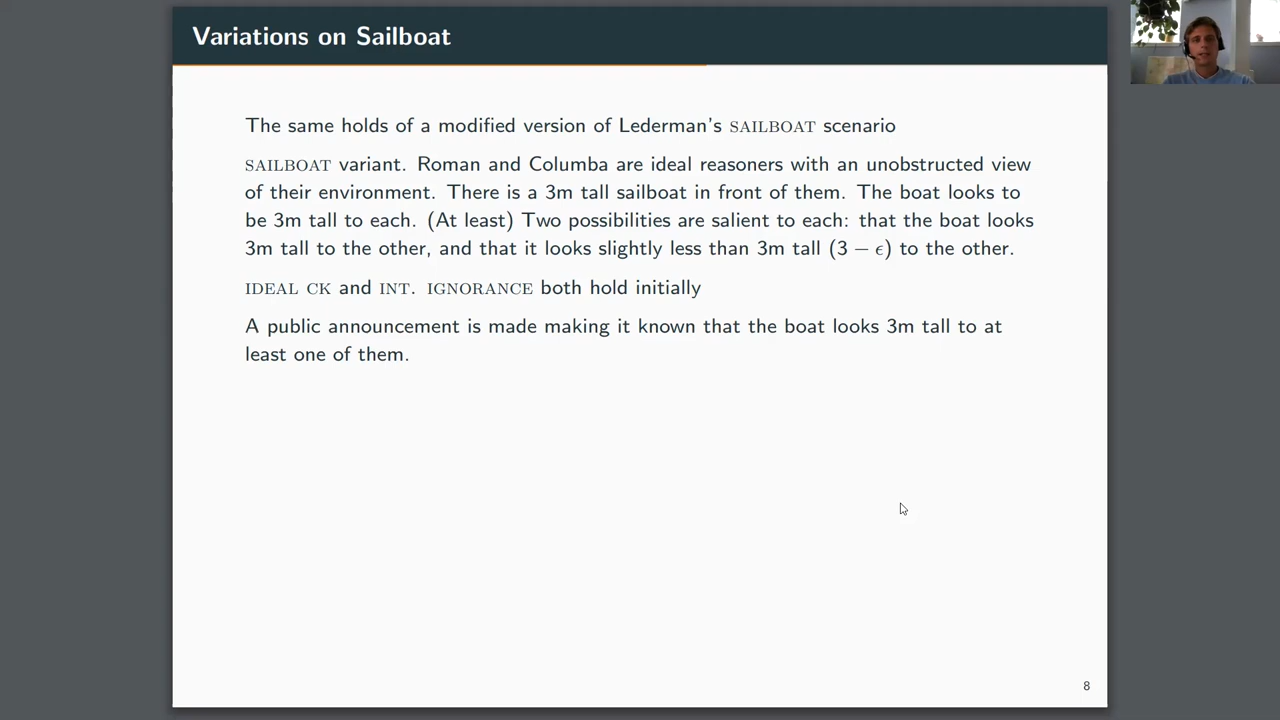 Variations on Sailboat
The same holds of a modified version of Lederman's SAILBOAT scenario
SAILBOAT variant. Roman and Columba are ideal reasoners with an unobstructed view
of their environment. There is a 3m tall sailboat in front of them. The boat looks to
be 3m tall to each. (At least) Two possibilities are salient to each: that the boat looks
3m tall to the other, and that it looks slightly less than 3m tall (3 − ϵ) to the other.
IDEAL CK and INT. IGNORANCE both hold initially
A public announcement is made making it known that the boat looks 3m tall to at
least one of them.
8